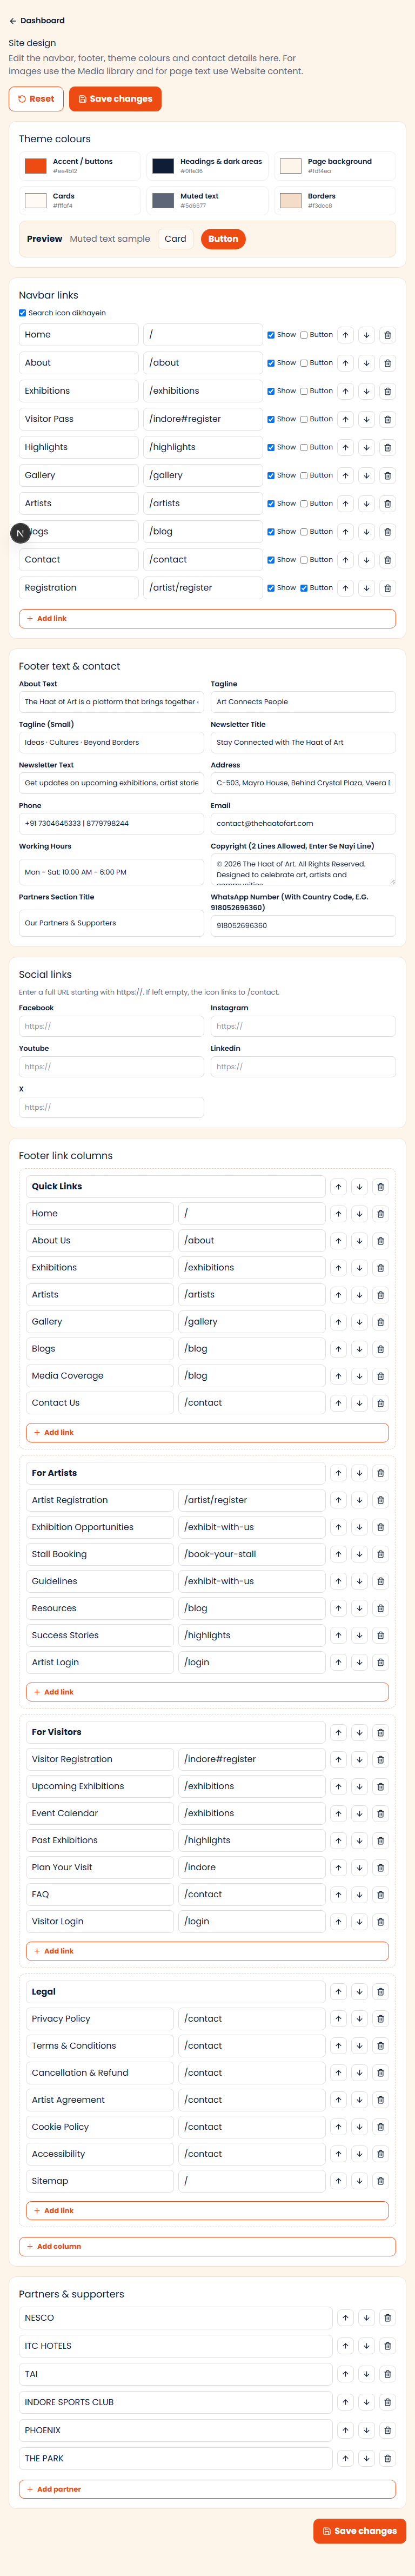 ← Dashboard
Site design
Edit the navbar, footer, theme colours and contact details here. For
images use the Media library and for page text use Website content.
Reset
Save changes
Theme colours
Accent / buttons
#ee4b12
Headings & dark areas
#0f1e36
Page background
#fdf4ea
Cards
#fffaf4
Muted text
#5d6677
Borders
#f3dcc8
Preview Muted text sample Card Button
Navbar links
Search icon dikhayein
Home / Show Button
About /about Show Button
Exhibitions /exhibitions Show Button
Visitor Pass /indore#register Show Button
Highlights /highlights Show Button
Gallery /gallery Show Button
Artists /artists Show Button
N logs /blog Show Button
Contact /contact Show Button
Registration /artist/register Show Button
+ Add link
Footer text & contact
About Text
The Haat of Art is a platform that brings together
Tagline
Art Connects People
Tagline (Small)
Ideas · Cultures · Beyond Borders
Newsletter Title
Stay Connected with The Haat of Art
Newsletter Text
Get updates on upcoming exhibitions, artist storie
Address
C-503, Mayro House, Behind Crystal Plaza, Veera
Phone
+91 7304645333 | 8779798244
Email
contact@thehaatofart.com
Working Hours
Mon - Sat: 10:00 AM - 6:00 PM
Copyright (2 Lines Allowed, Enter Se Nayi Line)
© 2026 The Haat of Art. All Rights Reserved.
Designed to celebrate art, artists and
communities
Partners Section Title
Our Partners & Supporters
WhatsApp Number (With Country Code, E.G.
918052696360)
918052696360
Social links
Enter a full URL starting with https://. If left empty, the icon links to /contact.
Facebook
https://
Instagram
https://
Youtube
https://
Linkedin
https://
X
https://
Footer link columns
Quick Links
Home /
About Us /about
Exhibitions /exhibitions
Artists /artists
Gallery /gallery
Blogs /blog
Media Coverage /blog
Contact Us /contact
+ Add link
For Artists
Artist Registration /artist/register
Exhibition Opportunities /exhibit-with-us
Stall Booking /book-your-stall
Guidelines /exhibit-with-us
Resources /blog
Success Stories /highlights
Artist Login /login
+ Add link
For Visitors
Visitor Registration /indore#register
Upcoming Exhibitions /exhibitions
Event Calendar /exhibitions
Past Exhibitions /highlights
Plan Your Visit /indore
FAQ /contact
Visitor Login /login
+ Add link
Legal
Privacy Policy /contact
Terms & Conditions /contact
Cancellation & Refund /contact
Artist Agreement /contact
Cookie Policy /contact
Accessibility /contact
Sitemap /
+ Add link
+ Add column
Partners & supporters
NESCO
ITC HOTELS
TAI
INDORE SPORTS CLUB
PHOENIX
THE PARK
+ Add partner
Save changes